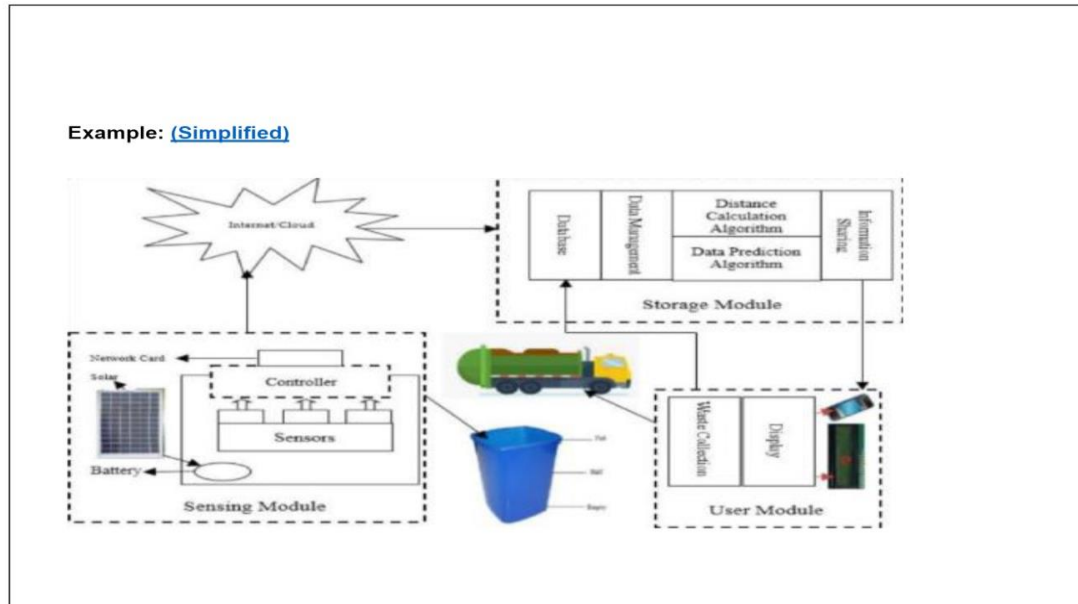 Example: (Simplified)
Internet/Cloud
Database
Data Management
Distance
Calculation
Algorithm
Data Prediction
Algorithm
Information
Sharing
Storage Module
Network Card
Solar
Controller
Sensors
Battery
Sensing Module
Full
Half
Empty
Waste Collection
Display
User Module